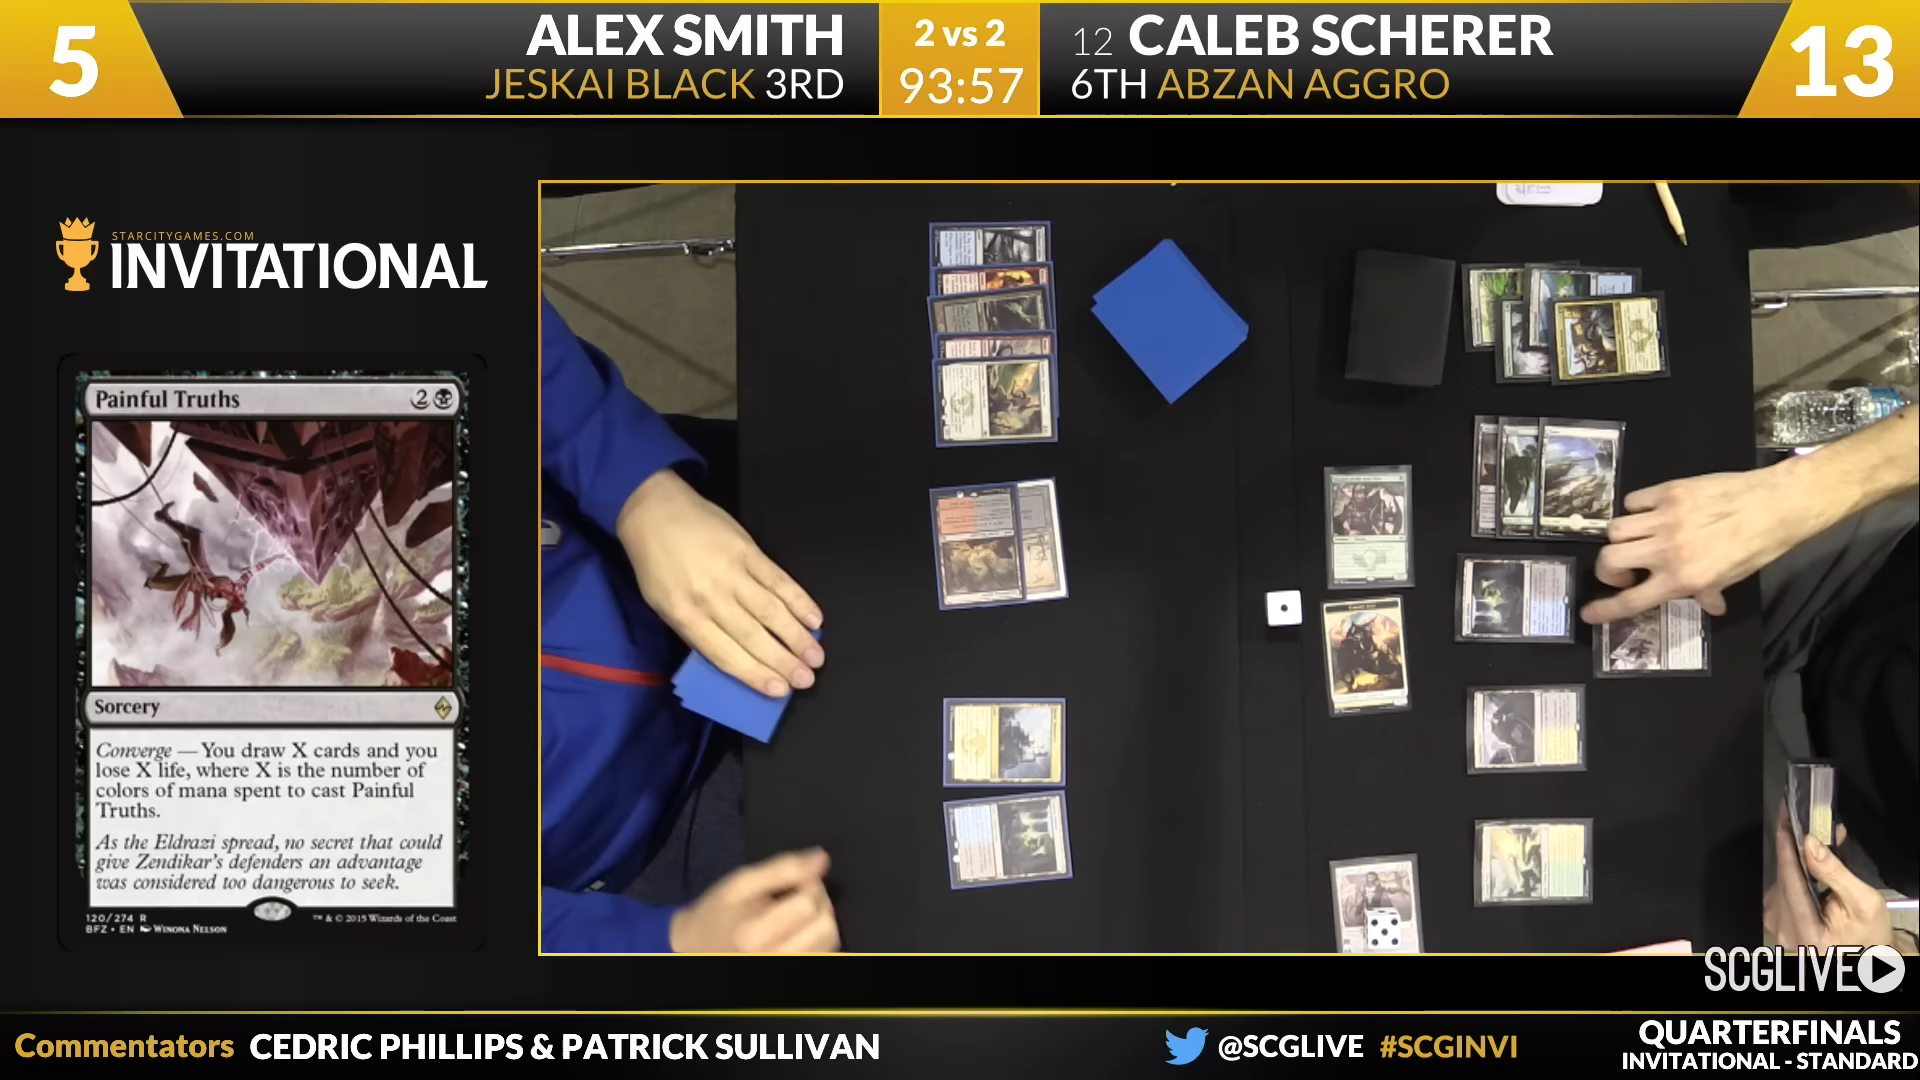 5
ALEX SMITH
JESKAI BLACK 3RD
2 vs 2
93:57
12 CALEB SCHERER
6TH ABZAN AGGRO
13
STARCITYGAMES.COM
INVITATIONAL
Painful Truths 2
Sorcery
Converge — You draw X cards and you
lose X life, where X is the number of
colors of mana spent to cast Painful
Truths.
As the Eldrazi spread, no secret that could
give Zendikar's defenders an advantage
was considered too dangerous to seek.
120/274 R
BFZ • EN Winona Nelson
™ & © 2015 Wizards of the Coast
SCGLIVE
Commentators CEDRIC PHILLIPS & PATRICK SULLIVAN
@SCGLIVE #SCGINVI
QUARTERFINALS
INVITATIONAL - STANDARD